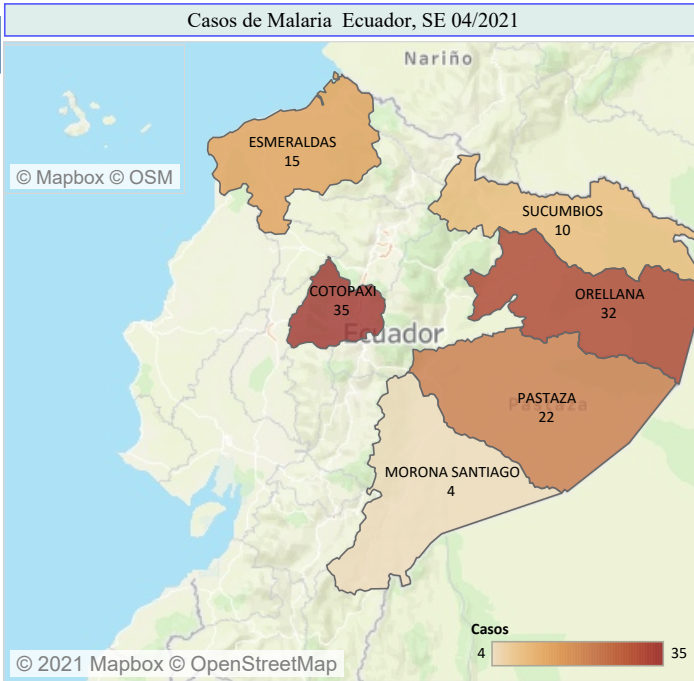 Casos de Malaria Ecuador, SE 04/2021
Nariño
ESMERALDAS
15
© Mapbox © OSM
SUCUMBIOS
10
COTOPAXI
35
ORELLANA
32
Ecuador
PASTAZA
Pastaza
22
MORONA SANTIAGO
4
Casos
4 35
© 2021 Mapbox © OpenStreetMap